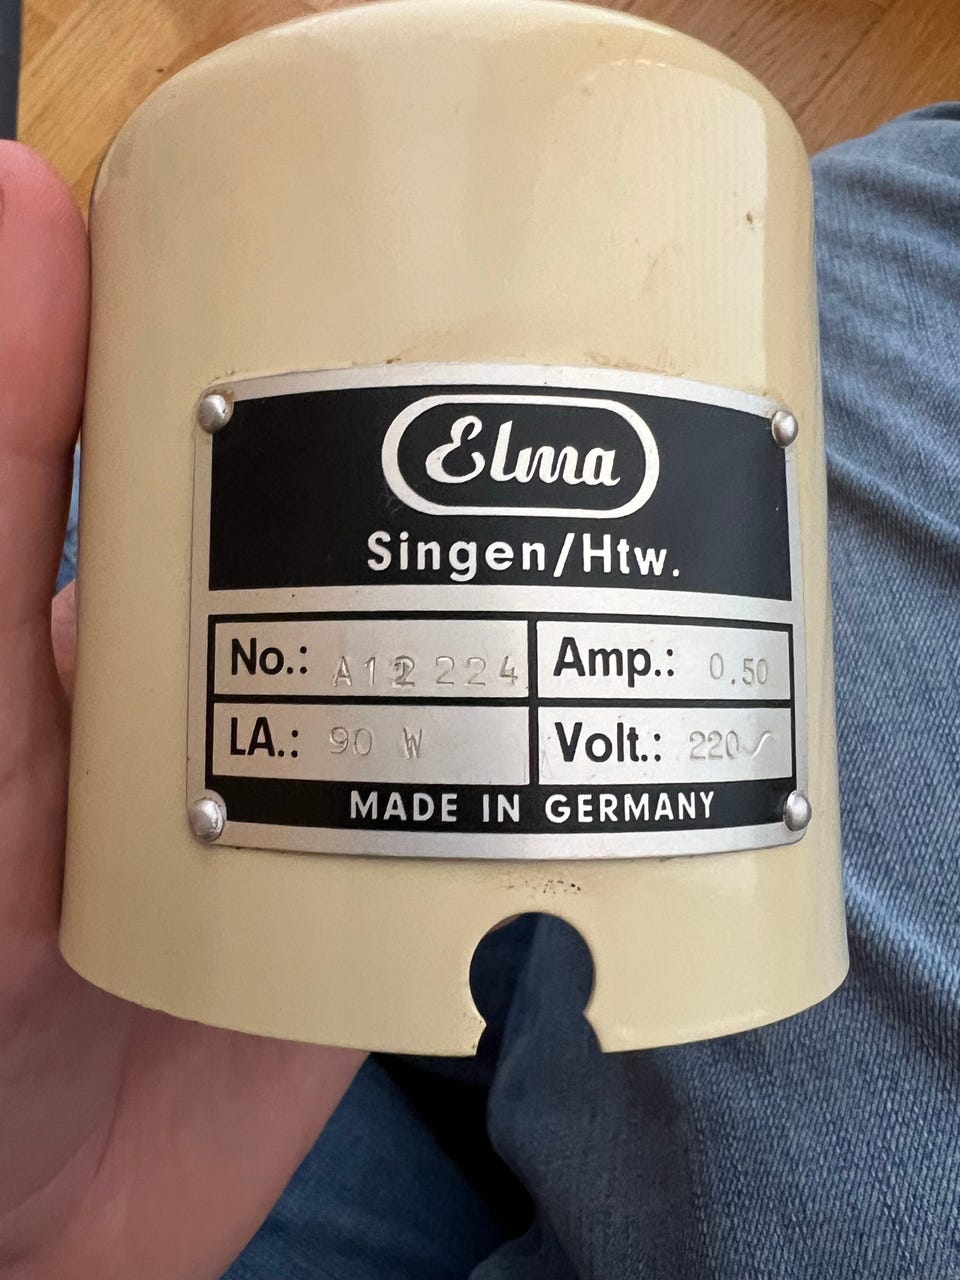 Elma
Singen/Htw.
No.: A12224 Amp.: 0.50
LA.: 90 W Volt.: 220~
MADE IN GERMANY